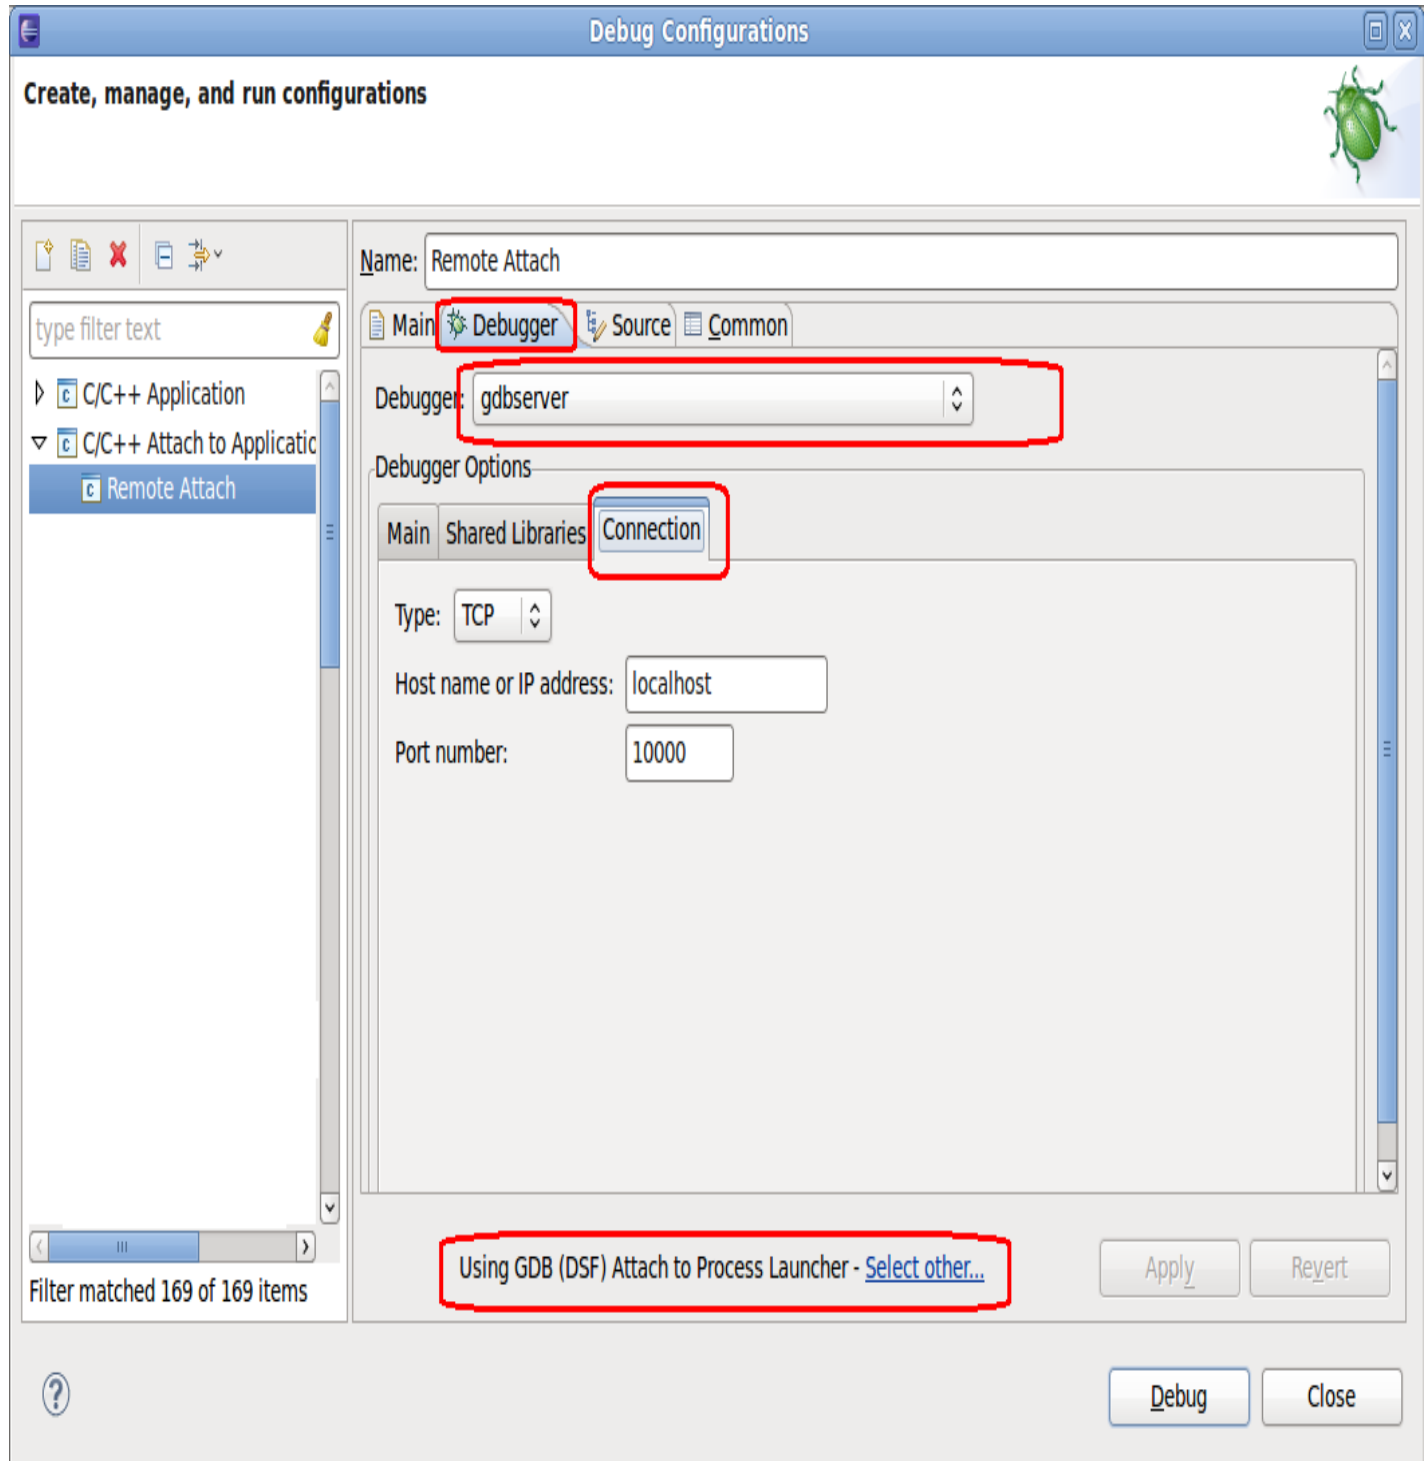 Debug Configurations
Create, manage, and run configurations
Name: Remote Attach
type filter text
Main Debugger Source Common
C/C++ Application
Debugger: gdbserver
C/C++ Attach to Applicatic
Remote Attach
Debugger Options
Main Shared Libraries Connection
Type: TCP
Host name or IP address: localhost
Port number: 10000
Using GDB (DSF) Attach to Process Launcher - Select other...
Apply Revert
Filter matched 169 of 169 items
Debug Close